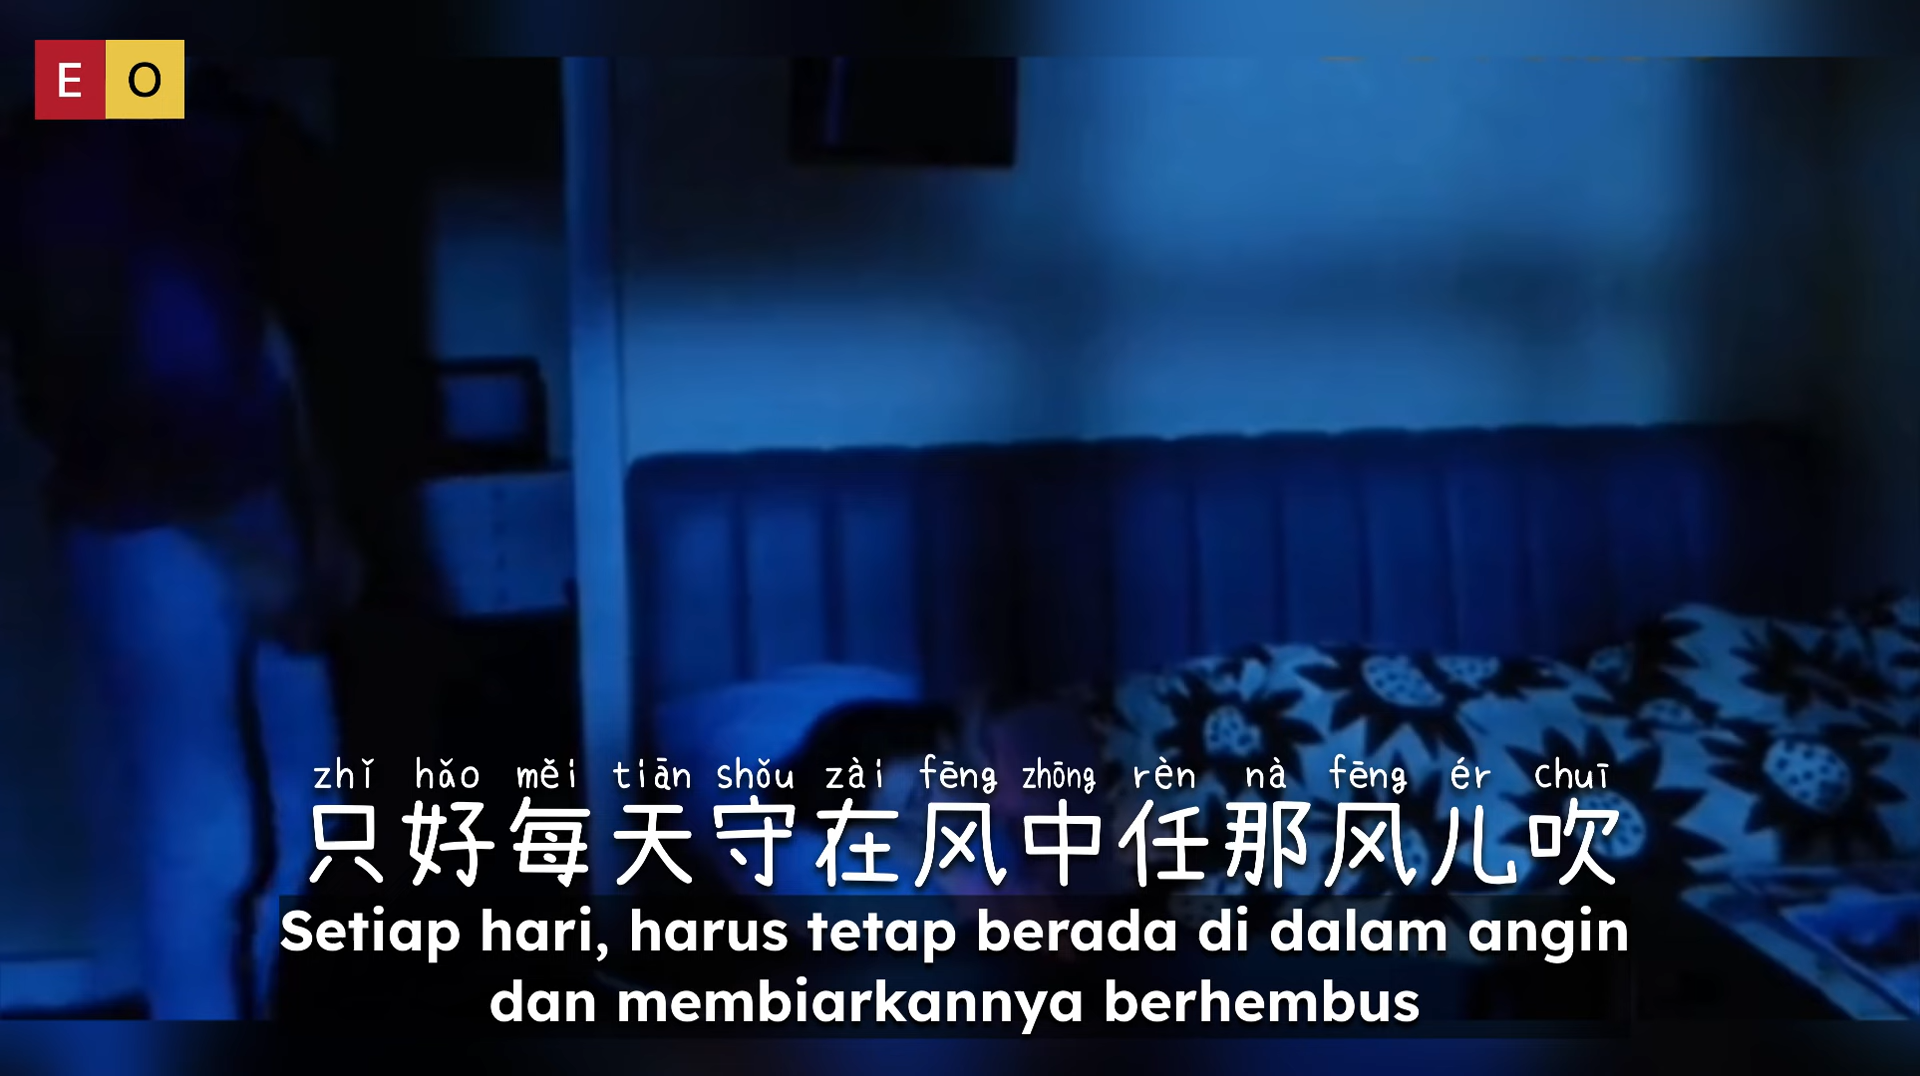 E O
zhǐ hǎo měi tiān shǒu zài fēng zhōng rèn nà fēng ér chuī
只好每天守在风中任那风儿吹
Setiap hari, harus tetap berada di dalam angin
dan membiarkannya berhembus